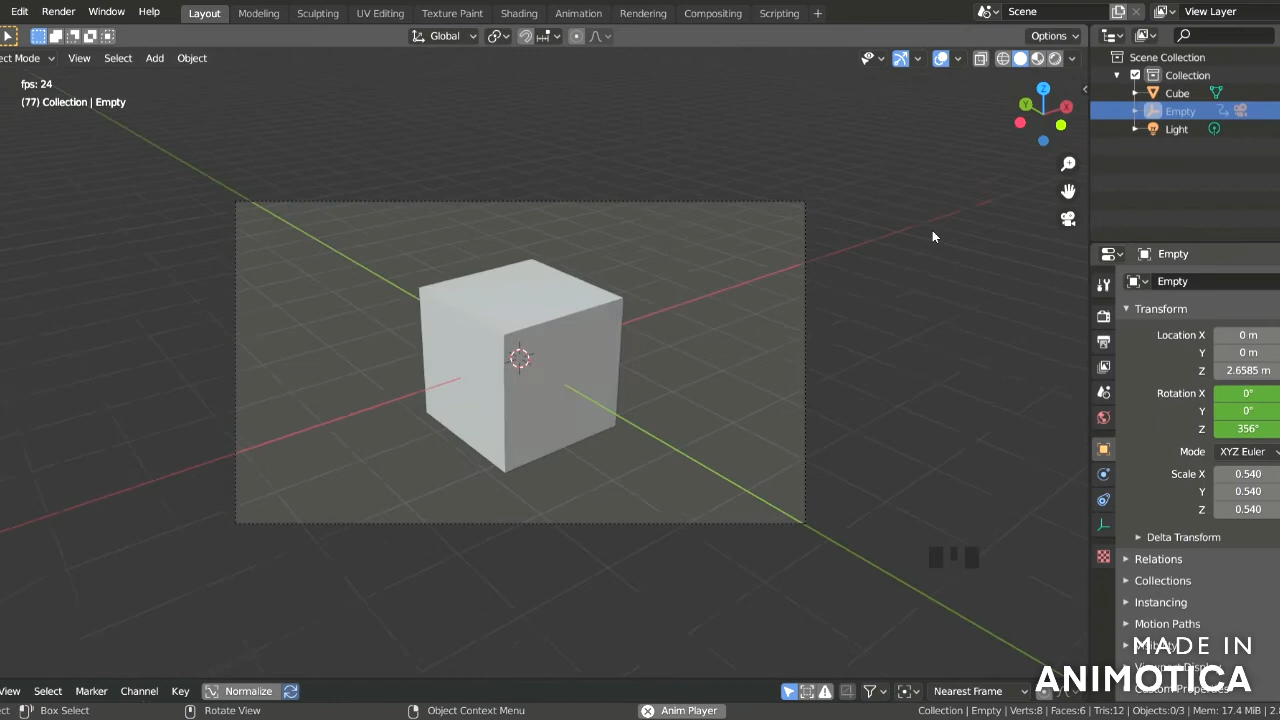 Edit Render Window Help Layout Modeling Sculpting UV Editing Texture Paint Shading Animation Rendering Compositing Scripting + Scene View Layer
Global Options
ect Mode View Select Add Object
Scene Collection
Collection
Cube
Empty
Light
fps: 24
(77) Collection | Empty
Z
Y
X
Empty
Empty
Transform
Location X 0 m
Y 0 m
Z 2.6585 m
Rotation X 0°
Y 0°
Z 356°
Mode XYZ Euler
Scale X 0.540
Y 0.540
Z 0.540
Delta Transform
Relations
Collections
Instancing
Motion Paths
MADE IN
ANIMOTICA
View Select Marker Channel Key Normalize Nearest Frame
ect Box Select Rotate View Object Context Menu Anim Player Collection | Empty | Verts:8 | Faces:6 | Tris:12 | Objects:0/3 | Mem: 17.4 MiB | 2.